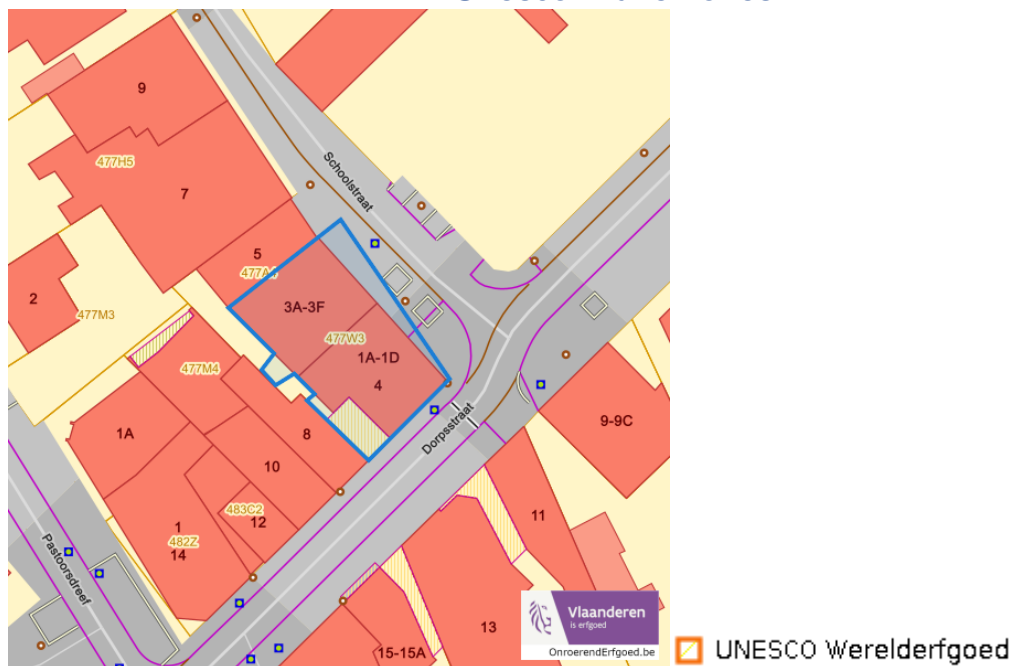 9
477H5
7
Schoolstraat
5
477A4
2
477M3
3A-3F
477W3
1A-1D
4
477M4
1A
8
Dorpsstraat
9-9C
10
483C2
12
1
482Z
14
11
Pastoorsdreef
13
15-15A
Vlaanderen
is erfgoed
OnroerendErfgoed.be
UNESCO Werelderfgoed